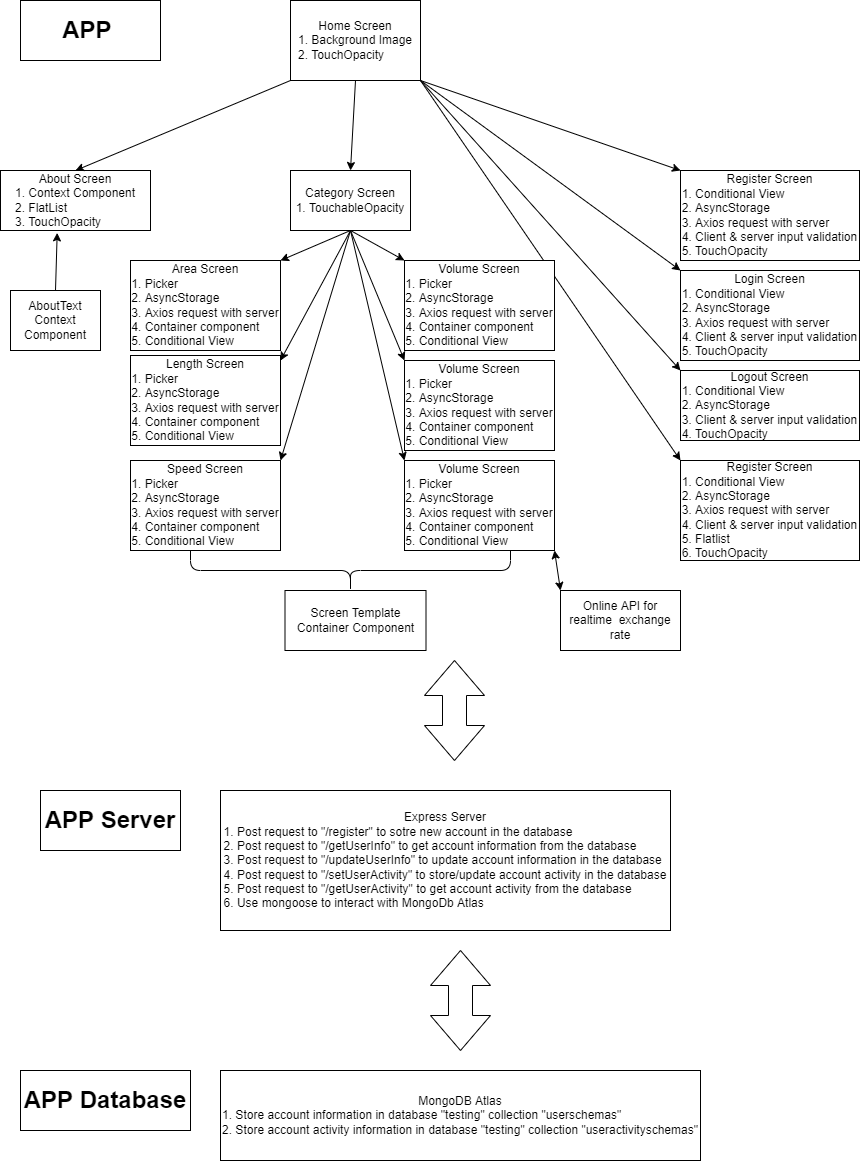 APP
Home Screen
1. Background Image
2. TouchOpacity
About Screen
1. Context Component
2. FlatList
3. TouchOpacity
Category Screen
1. TouchableOpacity
Register Screen
1. Conditional View
2. AsyncStorage
3. Axios request with server
4. Client & server input validation
5. TouchOpacity
AboutText
Context
Component
Area Screen
1. Picker
2. AsyncStorage
3. Axios request with server
4. Container component
5. Conditional View
Volume Screen
1. Picker
2. AsyncStorage
3. Axios request with server
4. Container component
5. Conditional View
Login Screen
1. Conditional View
2. AsyncStorage
3. Axios request with server
4. Client & server input validation
5. TouchOpacity
Length Screen
1. Picker
2. AsyncStorage
3. Axios request with server
4. Container component
5. Conditional View
Volume Screen
1. Picker
2. AsyncStorage
3. Axios request with server
4. Container component
5. Conditional View
Logout Screen
1. Conditional View
2. AsyncStorage
3. Client & server input validation
4. TouchOpacity
Speed Screen
1. Picker
2. AsyncStorage
3. Axios request with server
4. Container component
5. Conditional View
Volume Screen
1. Picker
2. AsyncStorage
3. Axios request with server
4. Container component
5. Conditional View
Register Screen
1. Conditional View
2. AsyncStorage
3. Axios request with server
4. Client & server input validation
5. Flatlist
6. TouchOpacity
Screen Template
Container Component
Online API for
realtime exchange
rate
APP Server
Express Server
1. Post request to "/register" to sotre new account in the database
2. Post request to "/getUserInfo" to get account information from the database
3. Post request to "/updateUserInfo" to update account information in the database
4. Post request to "/setUserActivity" to store/update account activity in the database
5. Post request to "/getUserActivity" to get account activity from the database
6. Use mongoose to interact with MongoDb Atlas
APP Database
MongoDB Atlas
1. Store account information in database "testing" collection "userschemas"
2. Store account activity information in database "testing" collection "useractivityschemas"